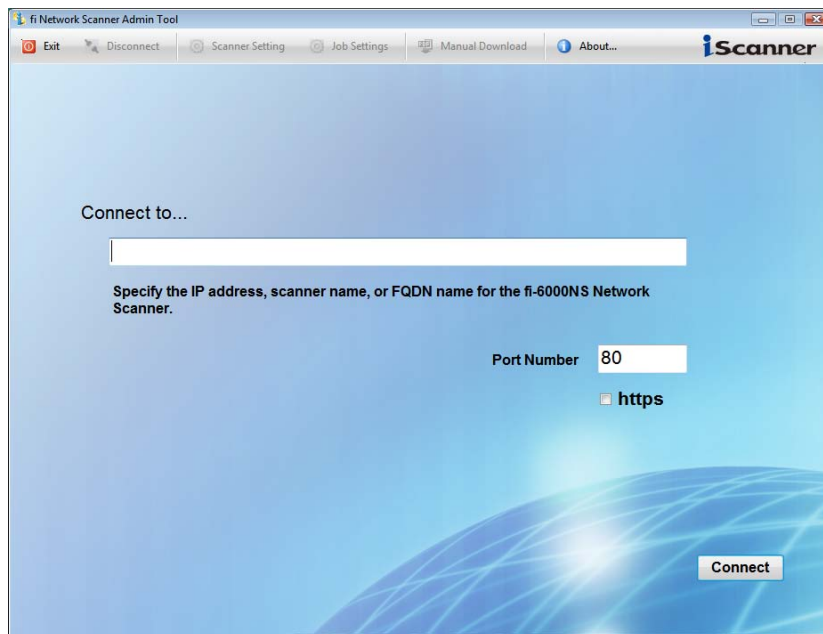 fi Network Scanner Admin Tool
Exit Disconnect Scanner Setting Job Settings Manual Download About... iScanner
Connect to...
Specify the IP address, scanner name, or FQDN name for the fi-6000NS Network
Scanner.
Port Number 80
https
Connect